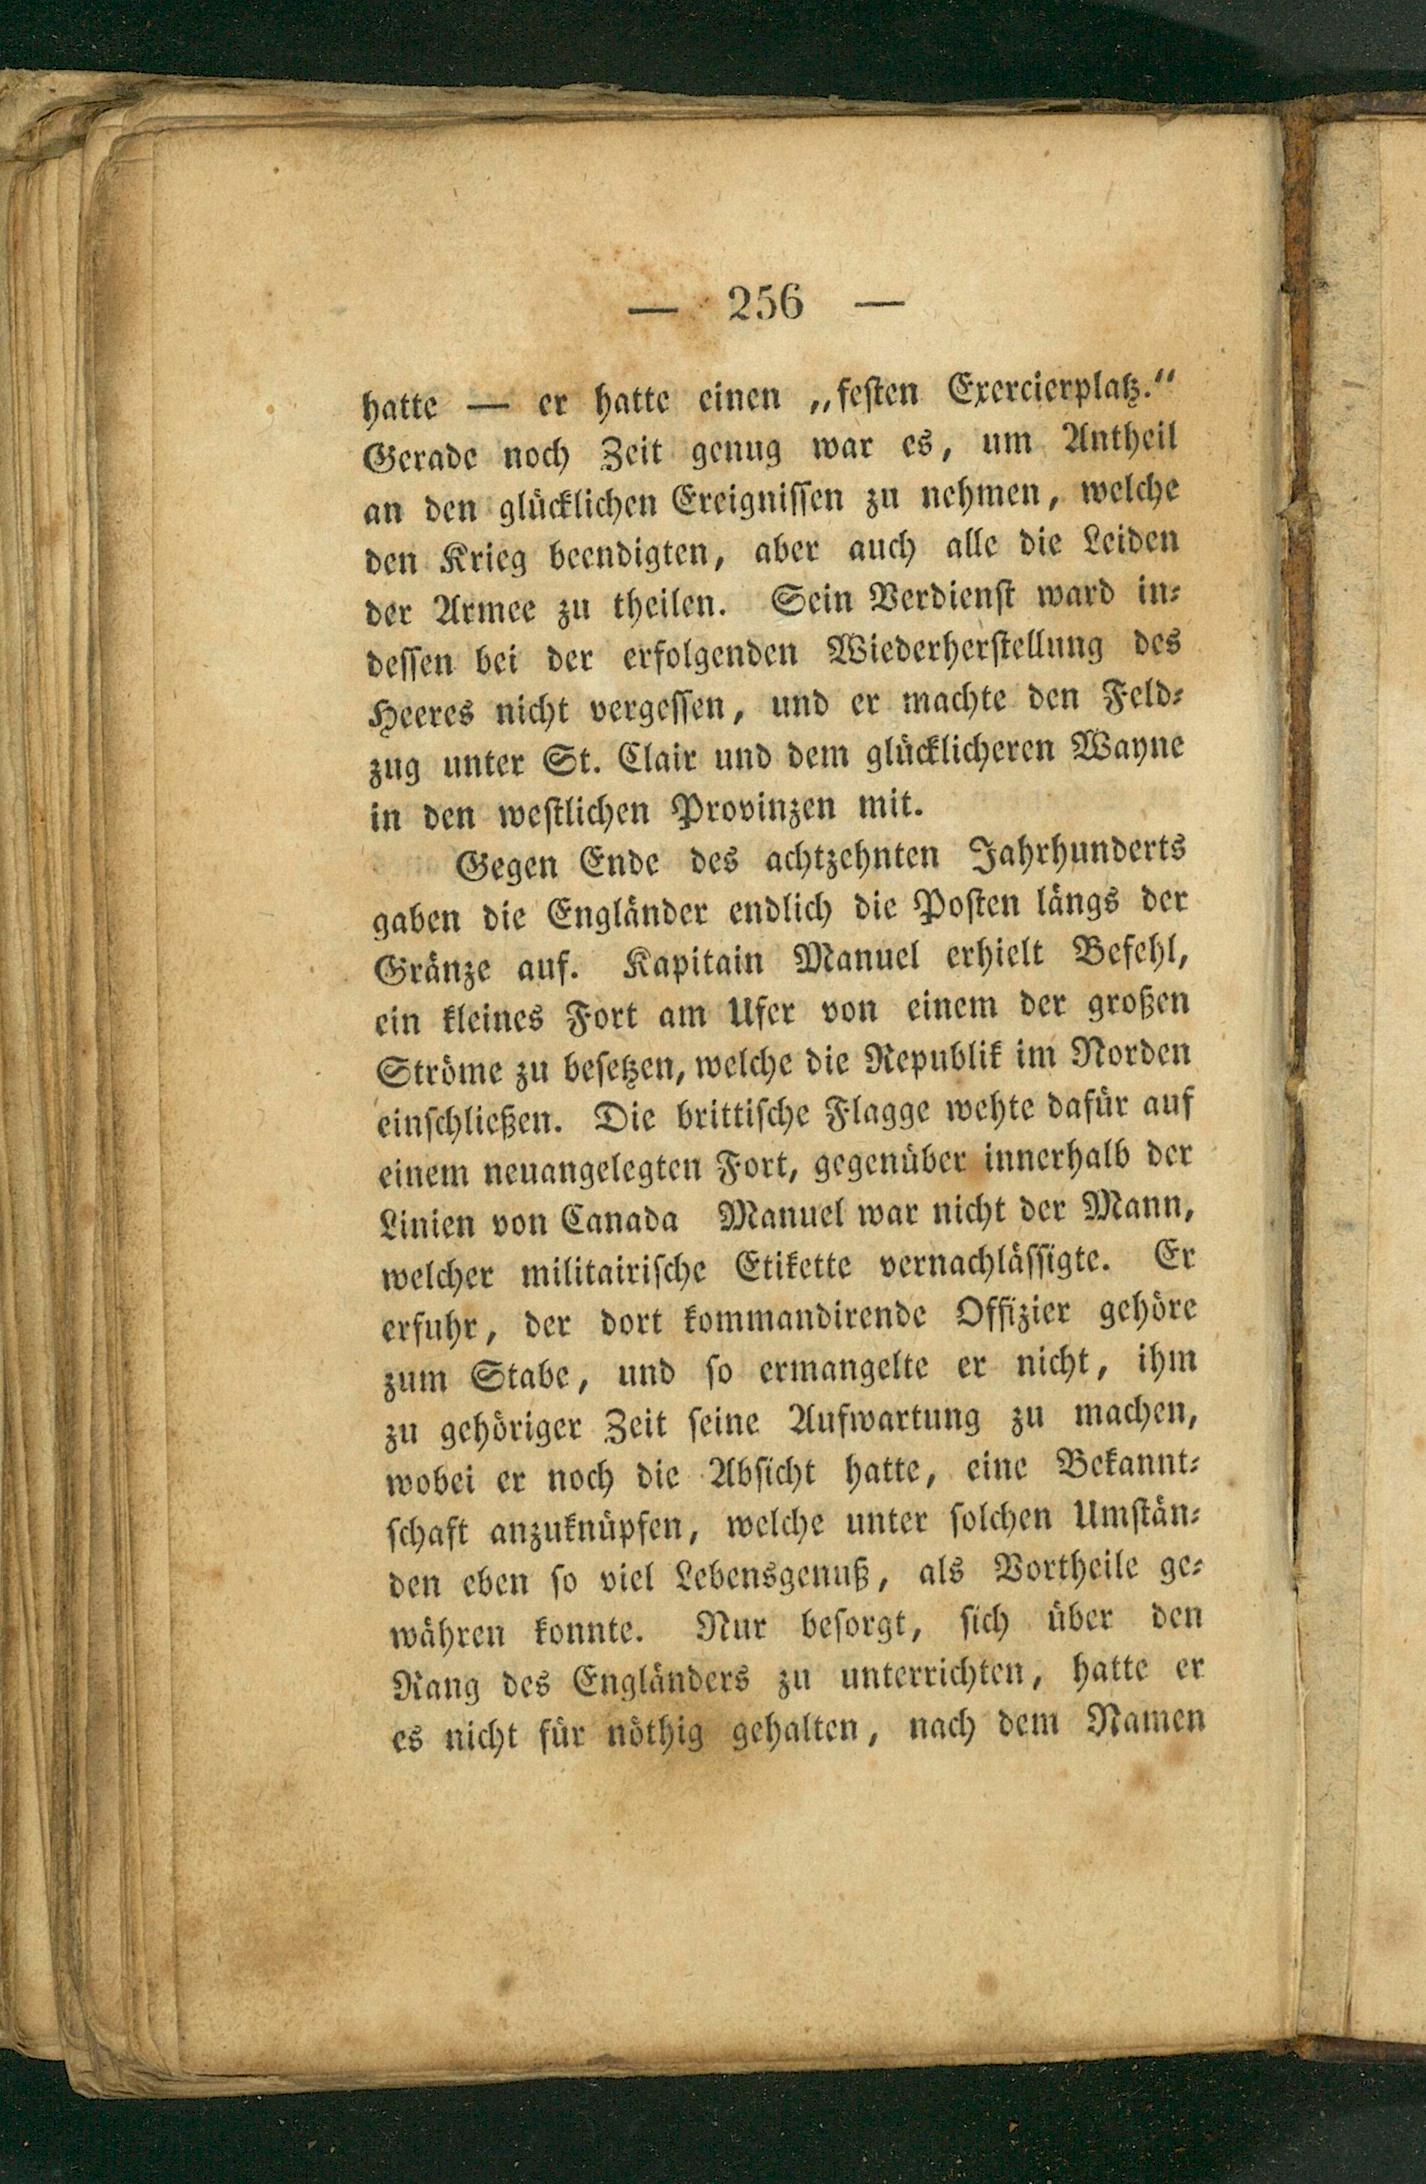 — 256 —
hatte — er hatte einen „festen Exercierplatz.“
Gerade noch Zeit genug war es, um Antheil
an den glücklichen Ereignissen zu nehmen, welche
den Krieg beendigten, aber auch alle die Leiden
der Armee zu theilen. Sein Verdienst ward in-
dessen bei der erfolgenden Wiederherstellung des
Heeres nicht vergessen, und er machte den Feld-
zug unter St. Clair und dem glücklicheren Wayne
in den westlichen Provinzen mit.
Gegen Ende des achtzehnten Jahrhunderts
gaben die Engländer endlich die Posten längs der
Gränze auf. Kapitain Manuel erhielt Befehl,
ein kleines Fort am Ufer von einem der großen
Ströme zu besetzen, welche die Republik im Norden
einschließen. Die brittische Flagge wehte dafür auf
einem neuangelegten Fort, gegenüber innerhalb der
Linien von Canada Manuel war nicht der Mann,
welcher militairische Etikette vernachlässigte. Er
erfuhr, der dort kommandirende Offizier gehöre
zum Stabe, und so ermangelte er nicht, ihm
zu gehöriger Zeit seine Aufwartung zu machen,
wobei er noch die Absicht hatte, eine Bekannt-
schaft anzuknüpfen, welche unter solchen Umstän-
den eben so viel Lebensgenuß, als Vortheile ge-
währen konnte. Nur besorgt, sich über den
Rang des Engländers zu unterrichten, hatte er
es nicht für nöthig gehalten, nach dem Namen